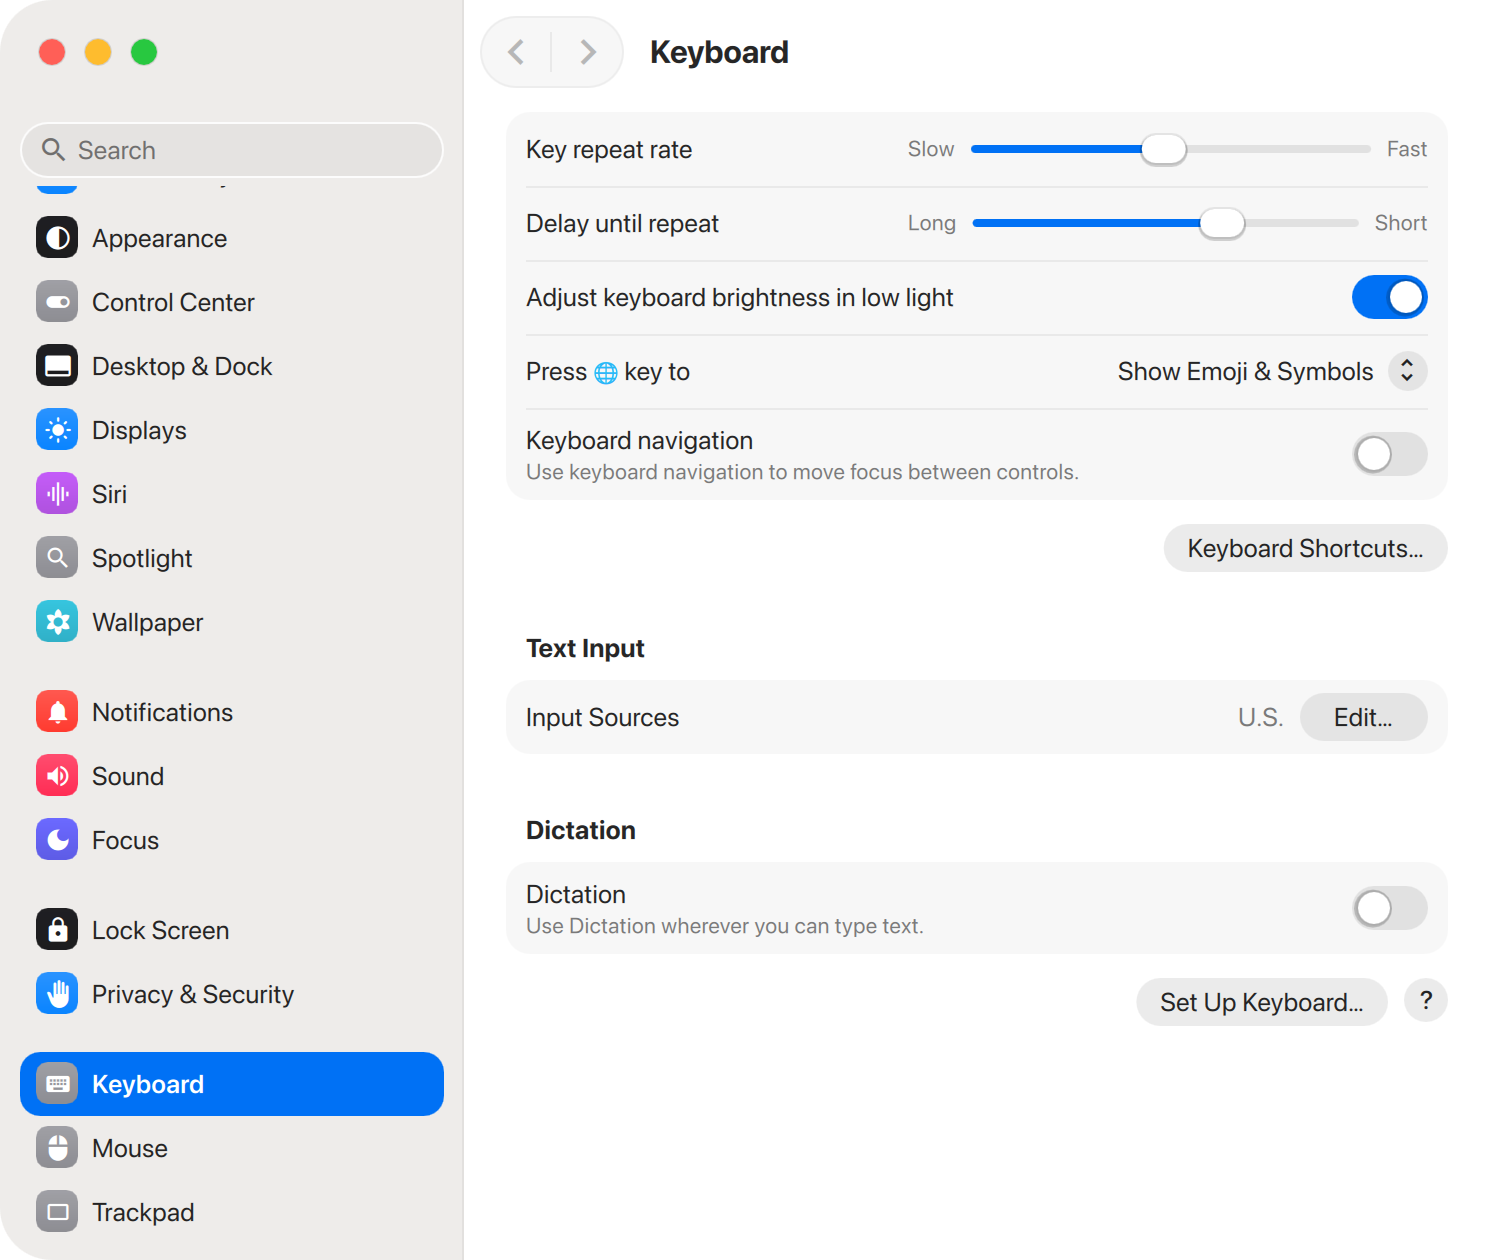 Keyboard
Search
Appearance
Control Center
Desktop & Dock
Displays
Siri
Spotlight
Wallpaper
Notifications
Sound
Focus
Lock Screen
Privacy & Security
Keyboard
Mouse
Trackpad
Key repeat rate Slow Fast
Delay until repeat Long Short
Adjust keyboard brightness in low light
Press 🌐 key to Show Emoji & Symbols
Keyboard navigation
Use keyboard navigation to move focus between controls.
Keyboard Shortcuts...
Text Input
Input Sources U.S. Edit...
Dictation
Dictation
Use Dictation wherever you can type text.
Set Up Keyboard... ?